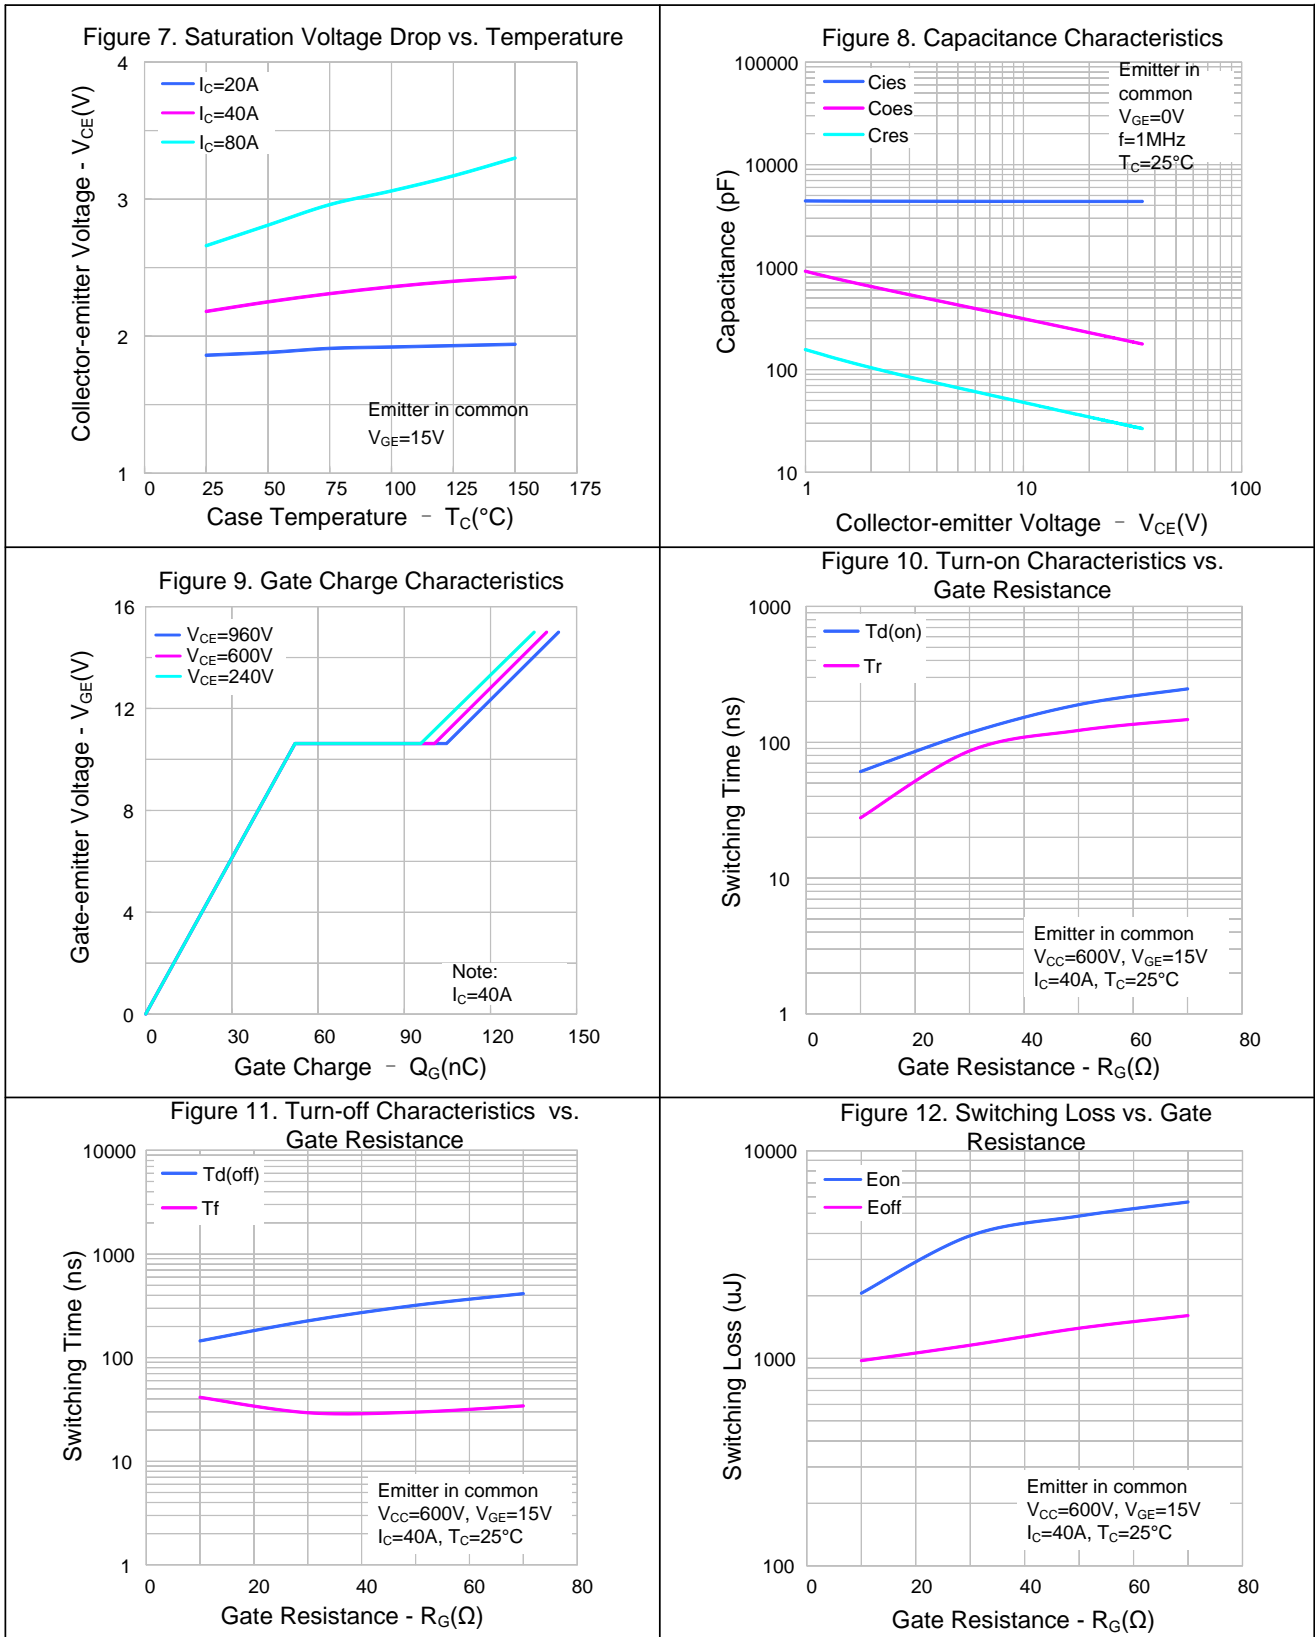 Figure 7. Saturation Voltage Drop vs. Temperature
4
3
2
1
Collector-emitter Voltage - VCE(V)
IC=20A
IC=40A
IC=80A
Emitter in common
VGE=15V
0 25 50 75 100 125 150 175
Case Temperature - TC(°C)
Figure 8. Capacitance Characteristics
100000
10000
1000
100
10
Capacitance (pF)
Cies
Coes
Cres
Emitter in
common
VGE=0V
f=1MHz
TC=25°C
1 10 100
Collector-emitter Voltage - VCE(V)
Figure 9. Gate Charge Characteristics
16
12
8
4
0
Gate-emitter Voltage - VGE(V)
VCE=960V
VCE=600V
VCE=240V
Note:
IC=40A
0 30 60 90 120 150
Gate Charge - QG(nC)
Figure 10. Turn-on Characteristics vs.
Gate Resistance
1000
100
10
1
Switching Time (ns)
Td(on)
Tr
Emitter in common
VCC=600V, VGE=15V
IC=40A, TC=25°C
0 20 40 60 80
Gate Resistance - RG(Ω)
Figure 11. Turn-off Characteristics vs.
Gate Resistance
10000
1000
100
10
1
Switching Time (ns)
Td(off)
Tf
Emitter in common
VCC=600V, VGE=15V
IC=40A, TC=25°C
0 20 40 60 80
Gate Resistance - RG(Ω)
Figure 12. Switching Loss vs. Gate
Resistance
10000
1000
100
Switching Loss (uJ)
Eon
Eoff
Emitter in common
VCC=600V, VGE=15V
IC=40A, TC=25°C
0 20 40 60 80
Gate Resistance - RG(Ω)